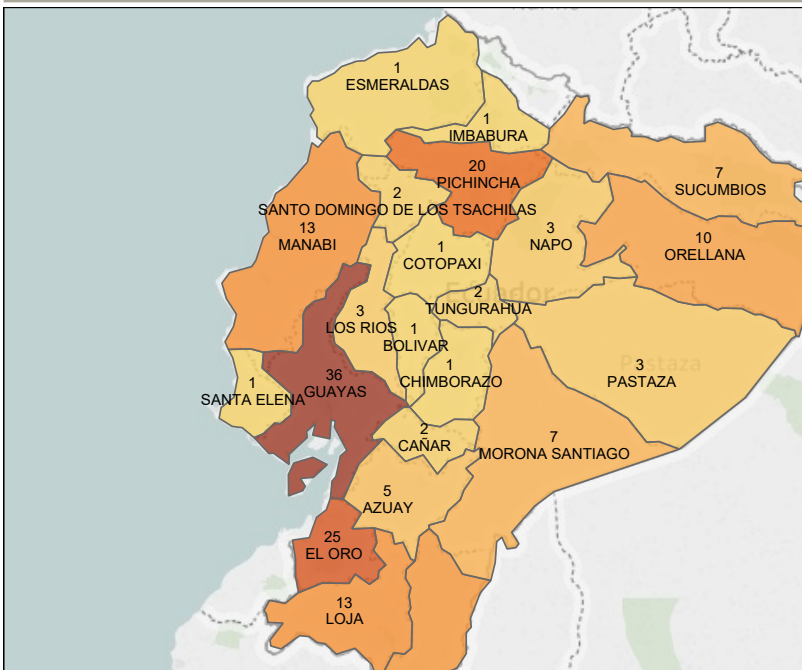 1
ESMERALDAS
1
IMBABURA
20
PICHINCHA
7
SUCUMBIOS
2
SANTO DOMINGO DE LOS TSACHILAS
13
MANABI
3
NAPO
10
ORELLANA
1
COTOPAXI
Ecuador
2
TUNGURAHUA
3
LOS RIOS
1
BOLIVAR
1
CHIMBORAZO
Pastaza
3
PASTAZA
1
SANTA ELENA
36
GUAYAS
2
CAÑAR
7
MORONA SANTIAGO
5
AZUAY
25
EL ORO
13
LOJA